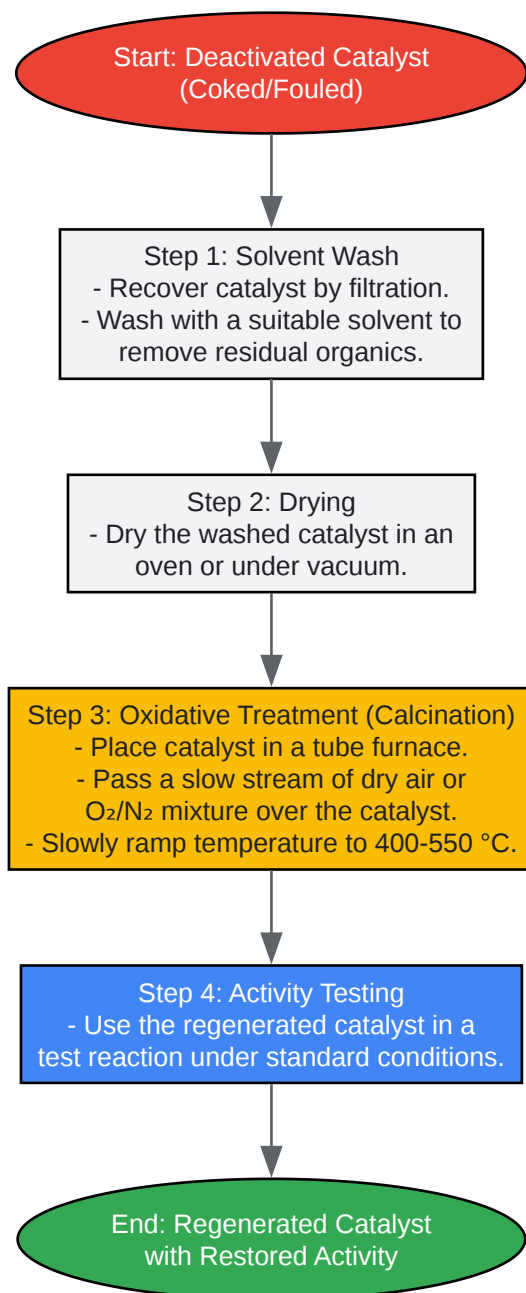 Start: Deactivated Catalyst
(Coked/Fouled)
Step 1: Solvent Wash
- Recover catalyst by filtration.
- Wash with a suitable solvent to
remove residual organics.
Step 2: Drying
- Dry the washed catalyst in an
oven or under vacuum.
Step 3: Oxidative Treatment (Calcination)
- Place catalyst in a tube furnace.
- Pass a slow stream of dry air or
O₂/N₂ mixture over the catalyst.
- Slowly ramp temperature to 400-550 °C.
Step 4: Activity Testing
- Use the regenerated catalyst in a
test reaction under standard conditions.
End: Regenerated Catalyst
with Restored Activity